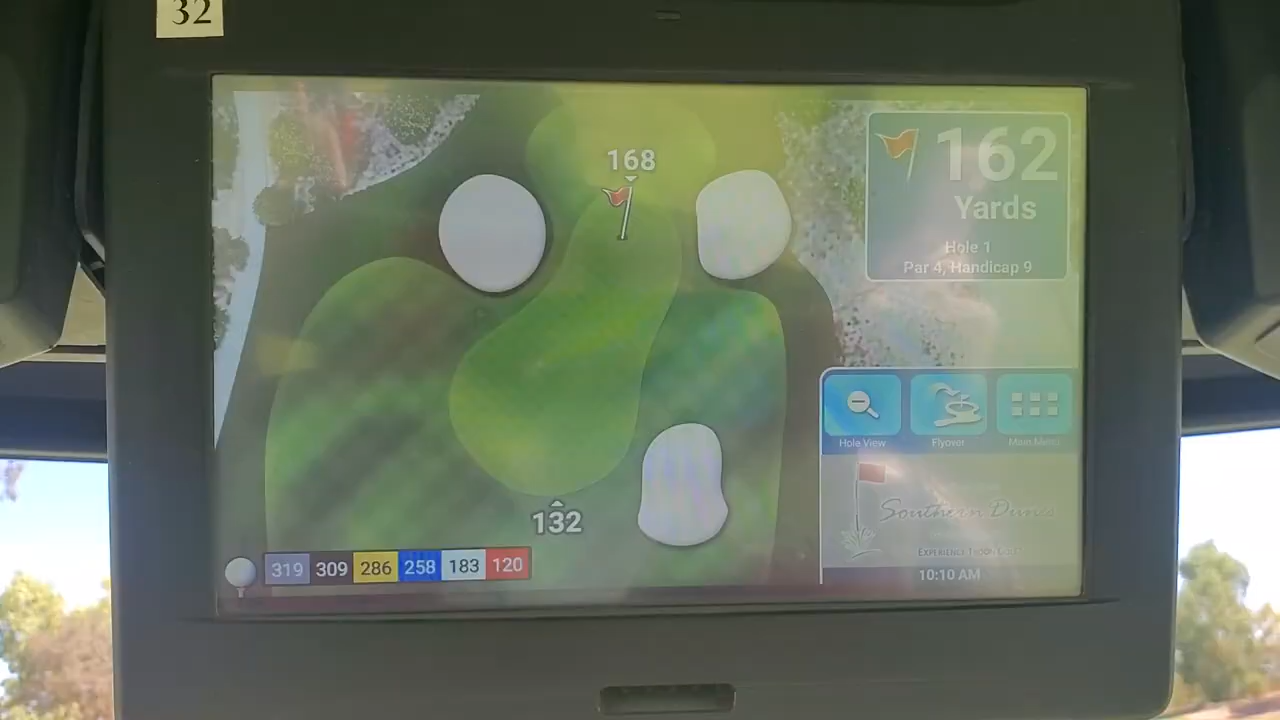 32
168
162
Yards
Hole 1
Par 4, Handicap 9
Hole View
Flyover
Main Menu
132
Southern Dunes
319 309 286 258 183 120
10:10 AM